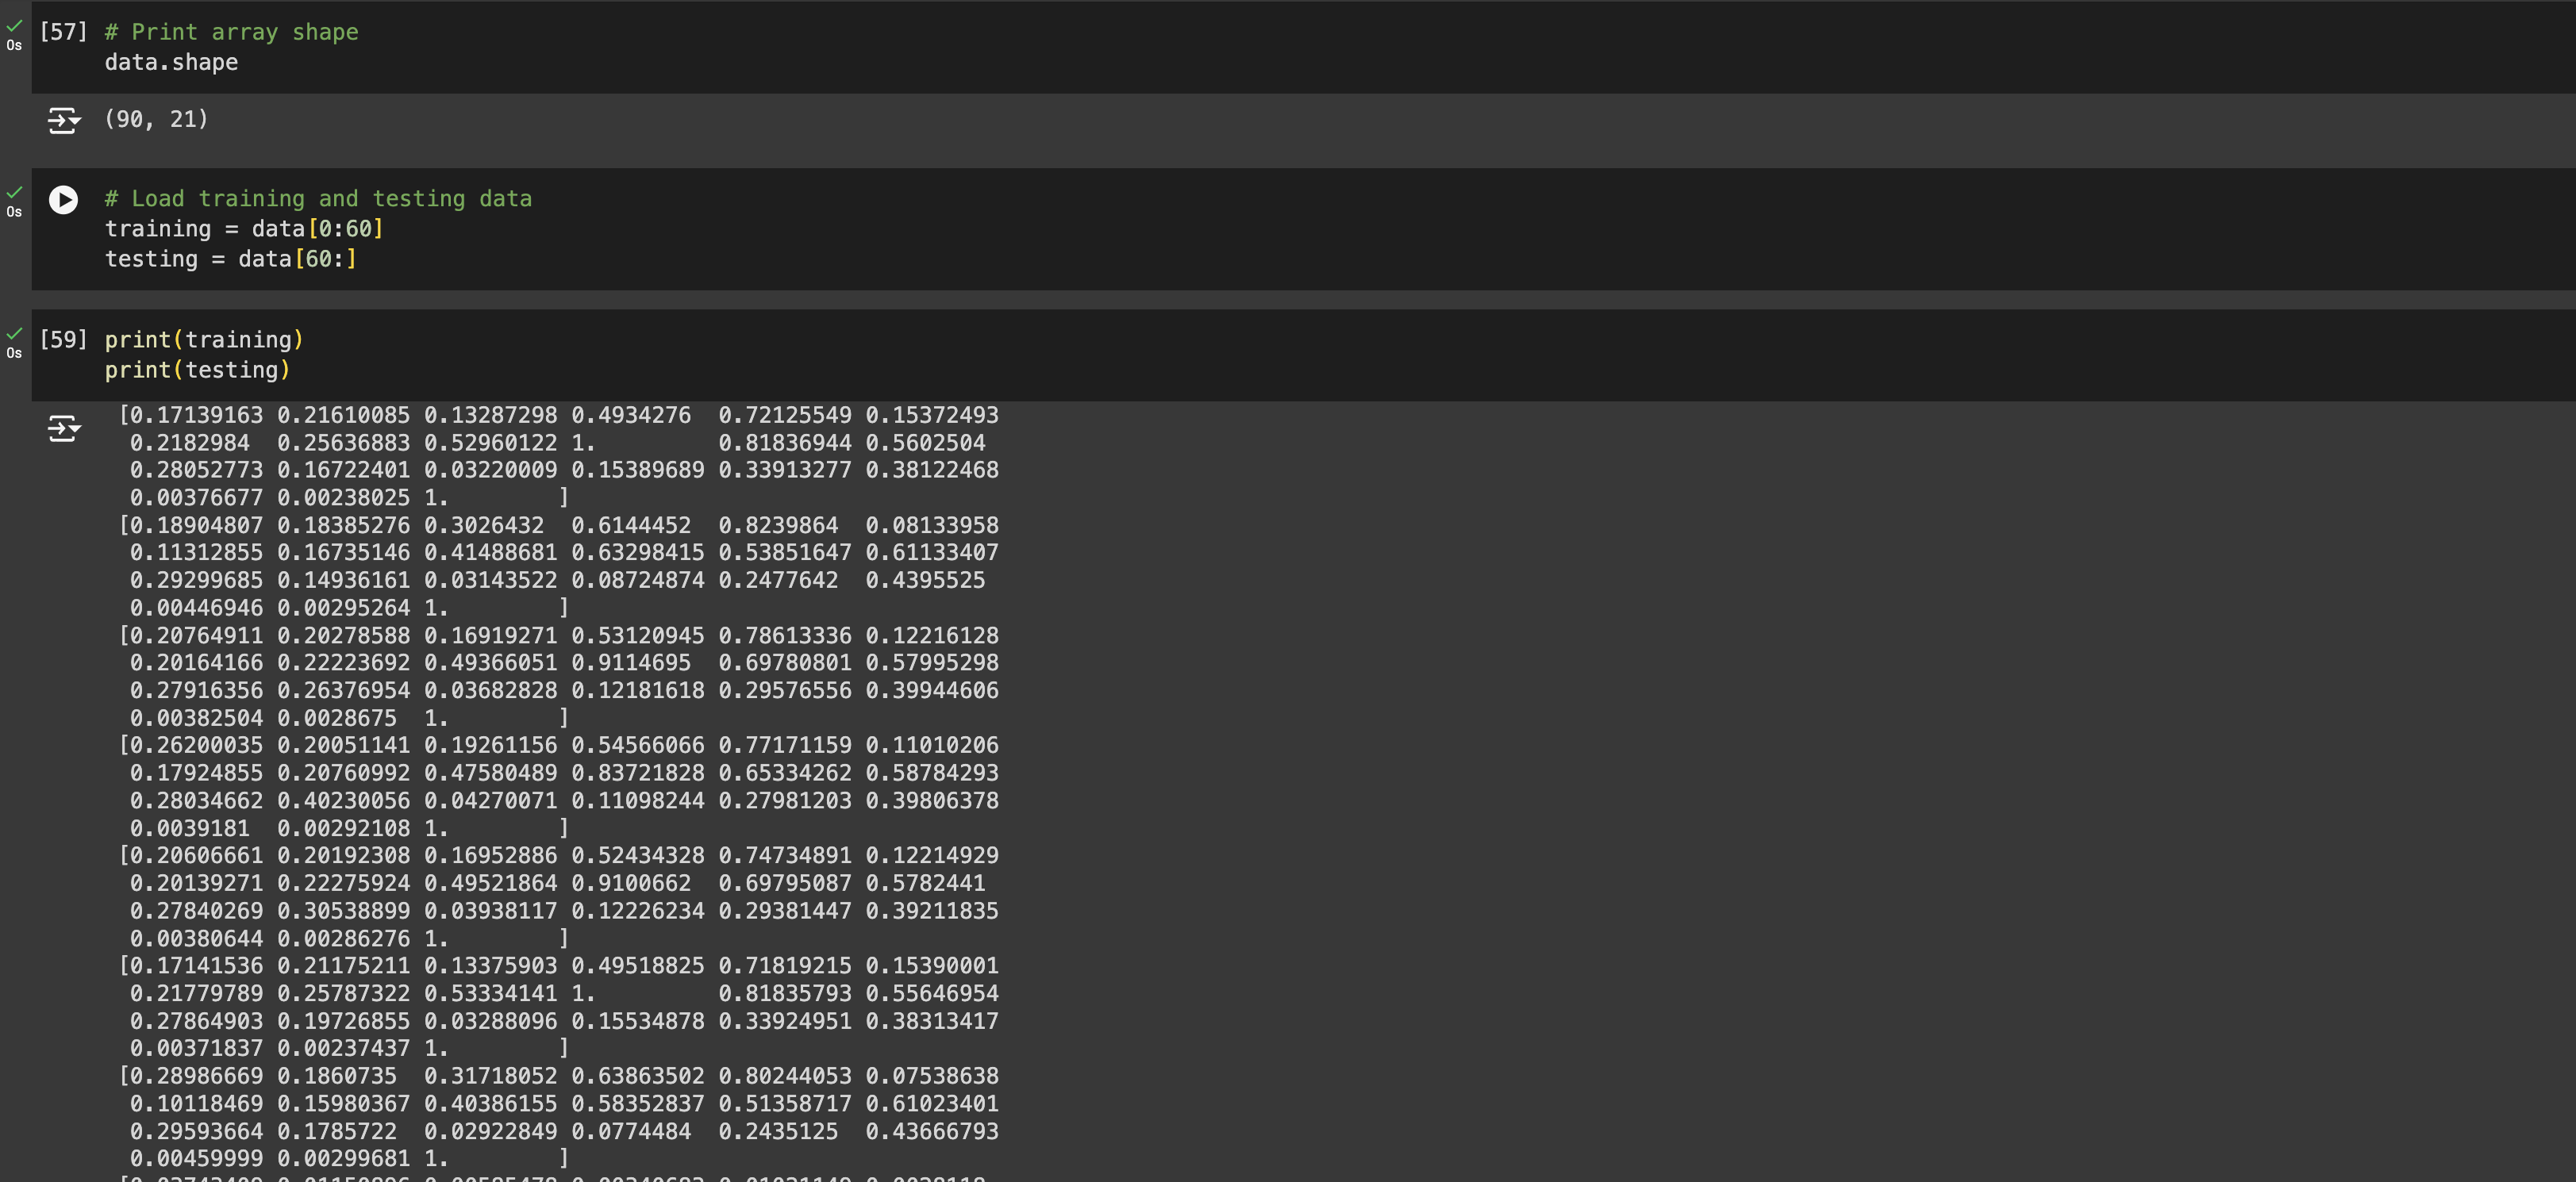 [57] # Print array shape
0s
data.shape
(90, 21)
# Load training and testing data
0s
training = data[0:60]
testing = data[60:]
[59] print(training)
0s
print(testing)
[0.17139163 0.21610085 0.13287298 0.4934276  0.72125549 0.15372493
0.2182984  0.25636883 0.52960122 1.         0.81836944 0.5602504
0.28052773 0.16722401 0.03220009 0.15389689 0.33913277 0.38122468
0.00376677 0.00238025 1.        ]
[0.18904807 0.18385276 0.3026432  0.6144452  0.8239864  0.08133958
0.11312855 0.16735146 0.41488681 0.63298415 0.53851647 0.61133407
0.29299685 0.14936161 0.03143522 0.08724874 0.2477642  0.4395525
0.00446946 0.00295264 1.        ]
[0.20764911 0.20278588 0.16919271 0.53120945 0.78613336 0.12216128
0.20164166 0.22223692 0.49366051 0.9114695  0.69780801 0.57995298
0.27916356 0.26376954 0.03682828 0.12181618 0.29576556 0.39944606
0.00382504 0.0028675  1.        ]
[0.26200035 0.20051141 0.19261156 0.54566066 0.77171159 0.11010206
0.17924855 0.20760992 0.47580489 0.83721828 0.65334262 0.58784293
0.28034662 0.40230056 0.04270071 0.11098244 0.27981203 0.39806378
0.0039181  0.00292108 1.        ]
[0.20606661 0.20192308 0.16952886 0.52434328 0.74734891 0.12214929
0.20139271 0.22275924 0.49521864 0.9100662  0.69795087 0.5782441
0.27840269 0.30538899 0.03938117 0.12226234 0.29381447 0.39211835
0.00380644 0.00286276 1.        ]
[0.17141536 0.21175211 0.13375903 0.49518825 0.71819215 0.15390001
0.21779789 0.25787322 0.53334141 1.         0.81835793 0.55646954
0.27864903 0.19726855 0.03288096 0.15534878 0.33924951 0.38313417
0.00371837 0.00237437 1.        ]
[0.28986669 0.1860735  0.31718052 0.63863502 0.80244053 0.07538638
0.10118469 0.15980367 0.40386155 0.58352837 0.51358717 0.61023401
0.29593664 0.1785722  0.02922849 0.0774484  0.2435125  0.43666793
0.00459999 0.00299681 1.        ]